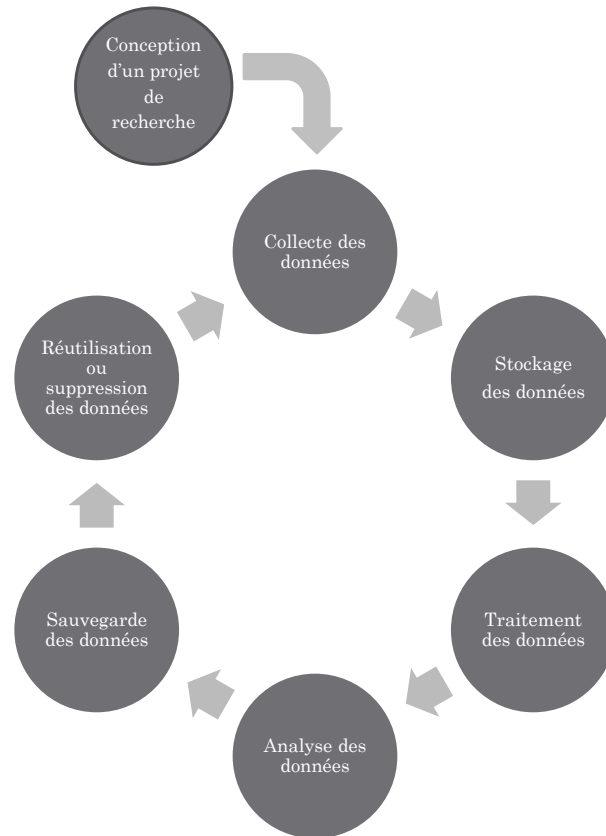 Conception
d’un projet
de
recherche
Collecte des
données
Stockage
des données
Traitement
des données
Analyse des
données
Sauvegarde
des données
Réutilisation
ou
suppression
des données